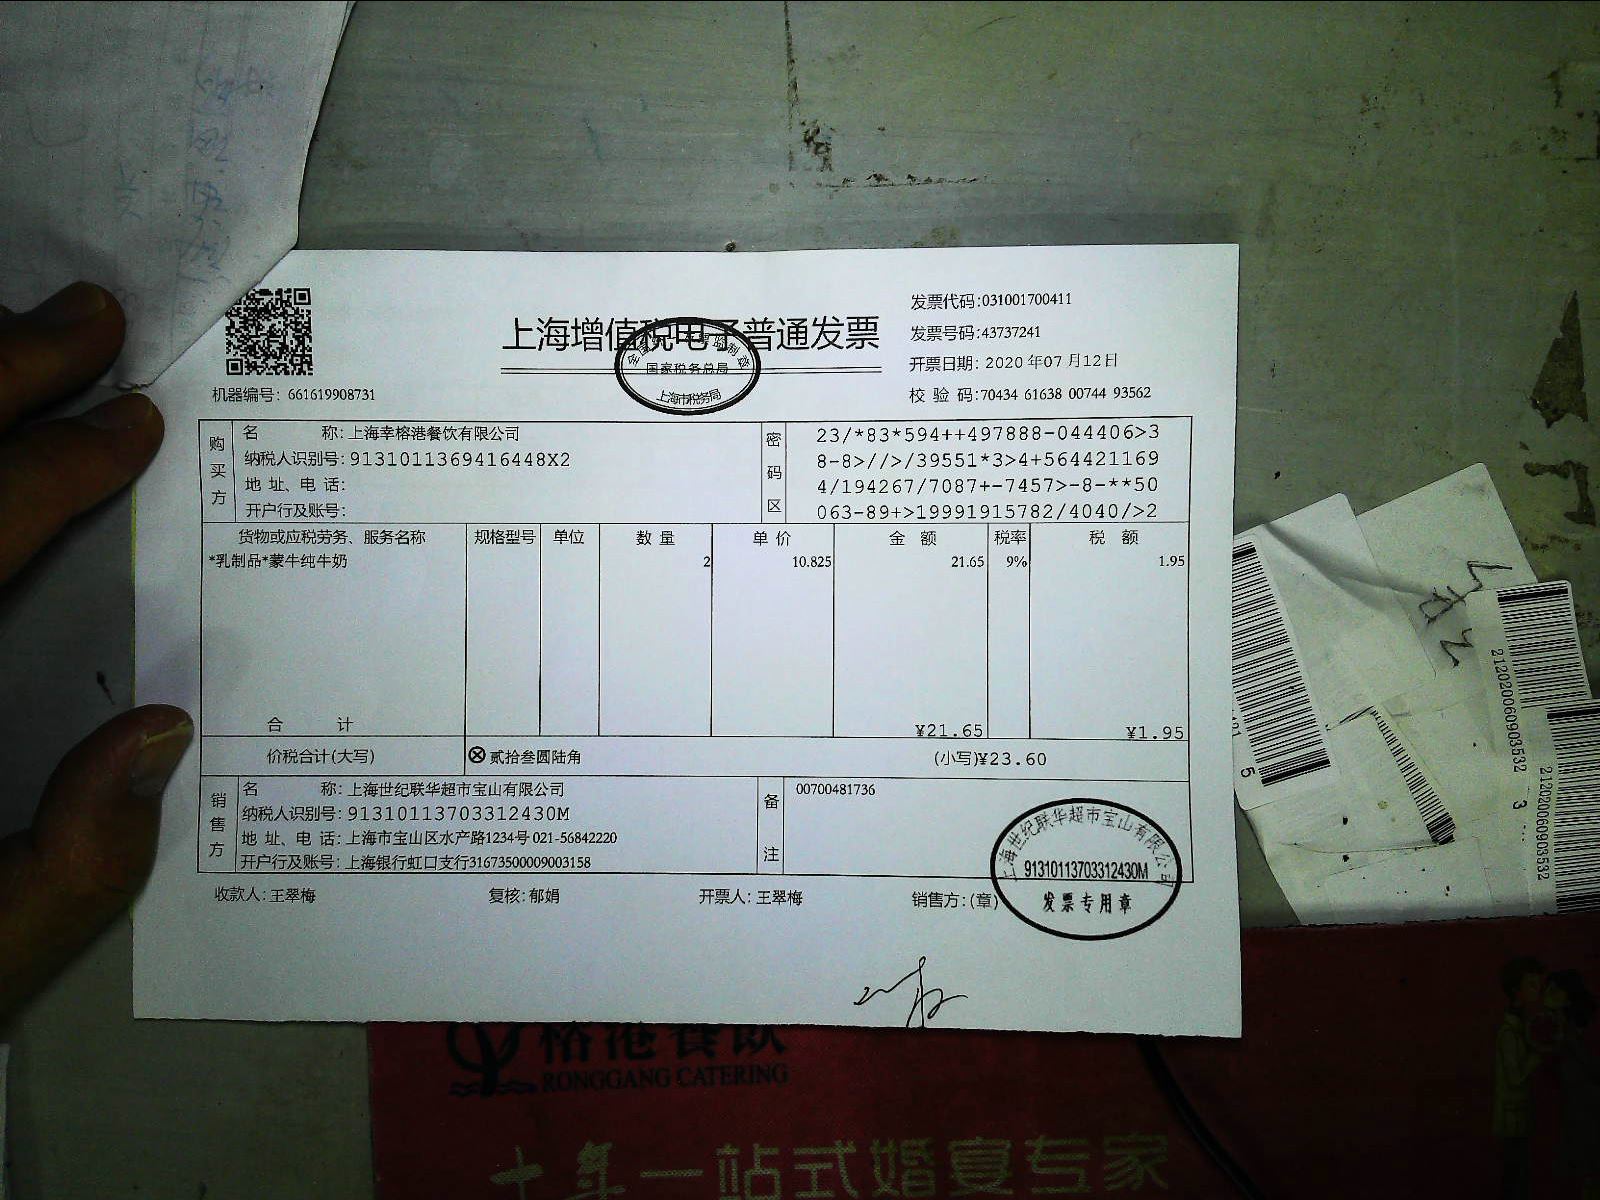 上海增值税电子普通发票
国家税务总局
上海市税务局
发票代码:031001700411
发票号码:43737241
开票日期: 2020年07月12日
校 验 码:70434 61638 00744 93562
机器编号: 661619908731
购买方
名 称: 上海幸榕港餐饮有限公司
纳税人识别号: 9131011369416448X2
地 址、电 话:
开户行及账号:
密码区
23/*83*594++497888-044406>3
8-8>//>/39551*3>4+564421169
4/194267/7087+-7457>-8-**50
063-89+>19991915782/4040/>2
货物或应税劳务、服务名称 规格型号 单位 数 量 单 价 金 额 税率 税 额
*乳制品*蒙牛纯牛奶 2 10.825 21.65 9% 1.95
合 计 ¥21.65 ¥1.95
价税合计(大写) ⊗贰拾叁圆陆角 (小写)¥23.60
销售方
名 称: 上海世纪联华超市宝山有限公司
纳税人识别号: 91310113703312430M
地 址、电 话: 上海市宝山区水产路1234号 021-56842220
开户行及账号: 上海银行虹口支行31673500009003158
备注
00700481736
收款人: 王翠梅 复核: 郁娟 开票人: 王翠梅 销售方: (章)
上海世纪联华超市宝山有限公司
91310113703312430M
发票专用章
212020060903532 3
212020060903532
5
榕港餐饮
RONGGANG CATERING
十年一站式婚宴专家